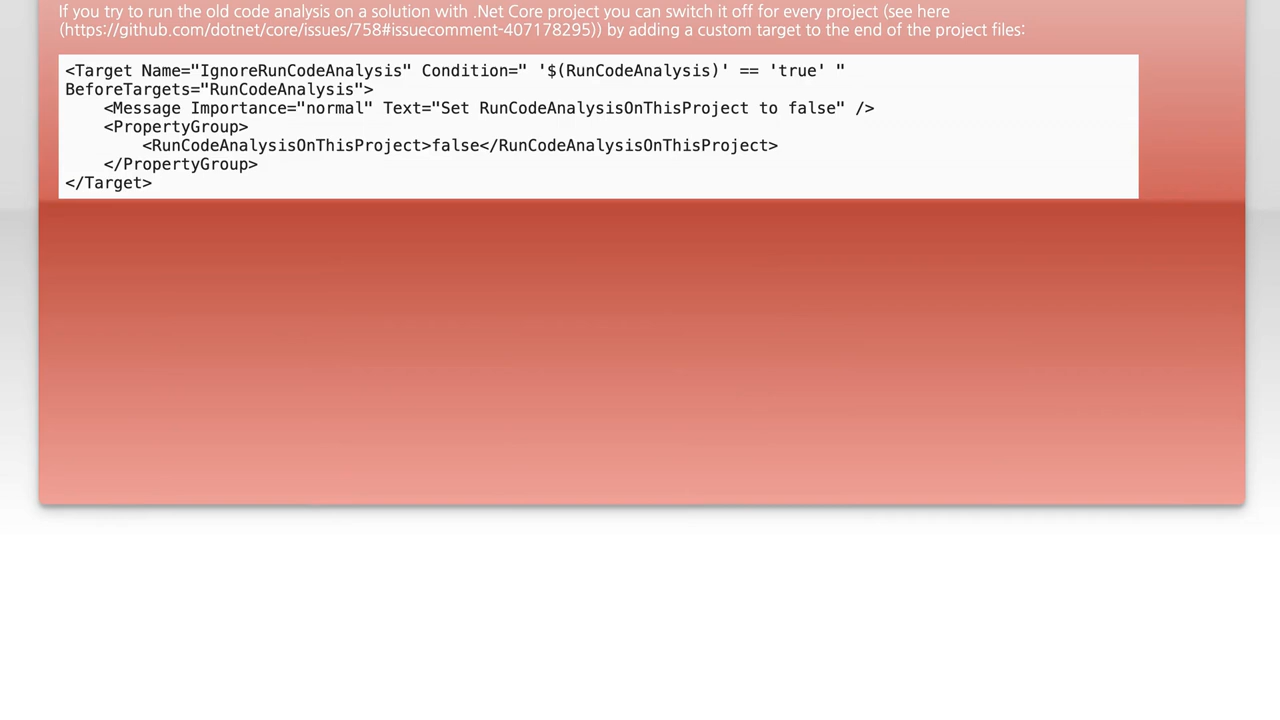 If you try to run the old code analysis on a solution with .Net Core project you can switch it off for every project (see here
(https://github.com/dotnet/core/issues/758#issuecomment-407178295)) by adding a custom target to the end of the project files:
<Target Name="IgnoreRunCodeAnalysis" Condition=" '$(RunCodeAnalysis)' == 'true' "
BeforeTargets="RunCodeAnalysis">
    <Message Importance="normal" Text="Set RunCodeAnalysisOnThisProject to false" />
    <PropertyGroup>
        <RunCodeAnalysisOnThisProject>false</RunCodeAnalysisOnThisProject>
    </PropertyGroup>
</Target>